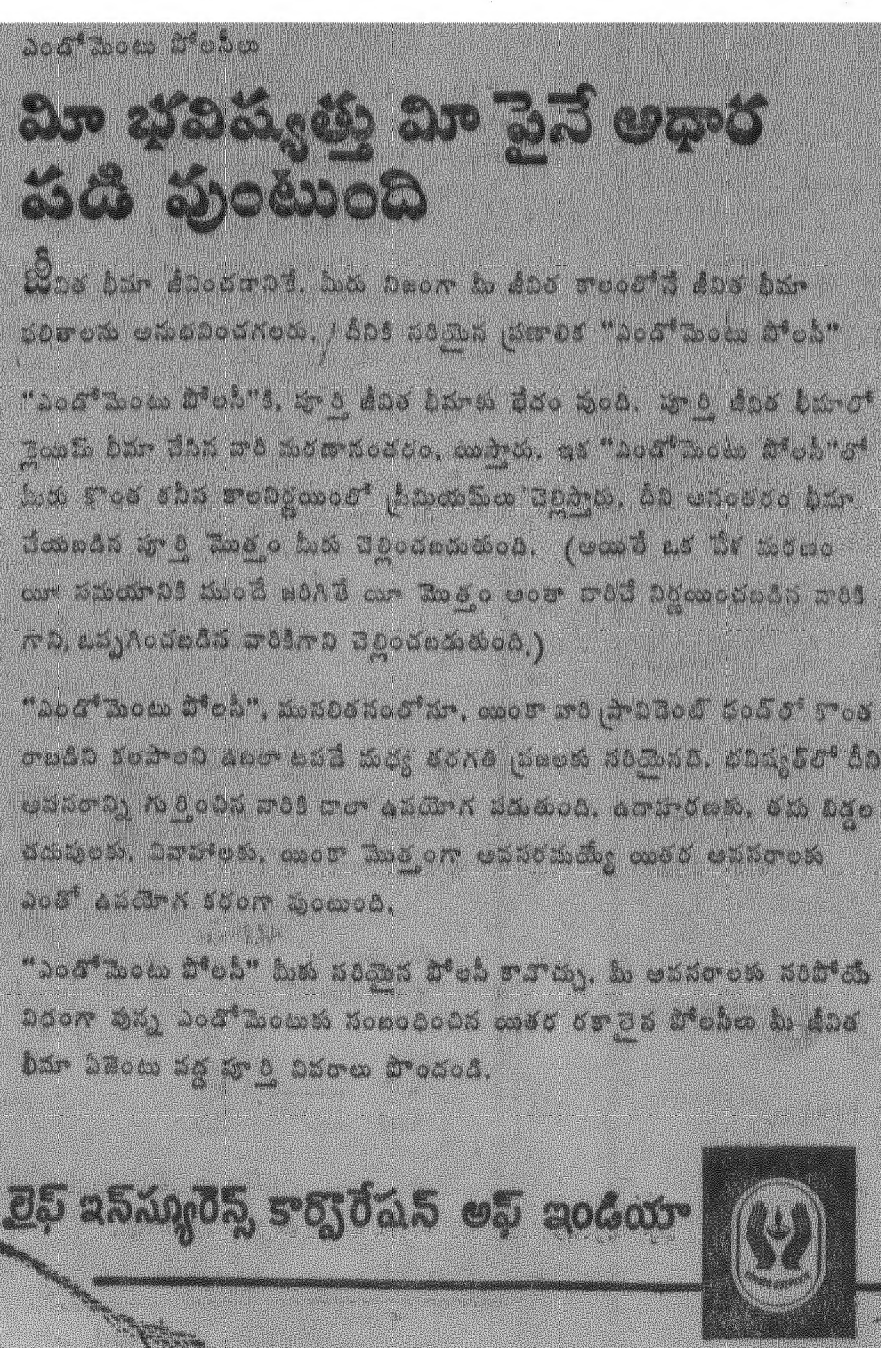 ఎండోమెంటు పోలసీలు
మీ భవిష్యత్తు మీ పైనే ఆధార
పడి వుంటుంది
జీవిత భీమా జీవించడానికే. మీరు నిజంగా మీ జీవిత కాలంలోనే జీవిత భీమా
ఫలితాలను అనుభవించగలరు. దీనికి సరియైన ప్రణాలిక "ఎండోమెంటు పోలసీ"
"ఎండోమెంటు పోలసీ"కి, పూర్తి జీవిత భీమాకు భేదం వుంది. పూర్తి జీవిత భీమాలో
క్లెయిమ్ భీమా చేసిన వారి మరణానంతరం, యిస్తారు. ఇక "ఎండోమెంటు పోలసీ"లో
మీకు కొంత కాలనిర్ణయంలో ప్రీమియమ్‌లు చెల్లిస్తారు. దీని అనంతరం భీమా
చేయబడిన పూర్తి మొత్తం మీకు చెల్లించబడుతుంది. (అయితే ఒక వేళ మరణం
యీ సమయానికి ముందే జరిగితే యీ మొత్తం అంతా వారిచే నిర్ణయించబడిన వారికి
గాని, ఒప్పగించబడిన వారికిగాని చెల్లించబడుతుంది.)
"ఎండోమెంటు పోలసీ", ముసలితనంలోనూ, యింకా వారి ప్రావిడెంట్ ఫండ్‌లో కొంత
రాబడిని కలపాలని మధ్య తరగతి ప్రజలకు సరియైనది. భవిష్యత్‌లో దీని
అవసరాన్ని గుర్తించిన వారికి చాలా ఉపయోగ పడుతుంది. ఉదాహరణకు, తమ బిడ్డల
చదువులకు, వివాహాలకు, యింకా మొత్తంగా అవసరమయ్యే యితర అవసరాలకు
ఎంతో ఉపయోగ కరంగా వుంటుంది.
"ఎండోమెంటు పోలసీ" మీకు సరియైన పోలసీ కావొచ్చు. మీ అవసరాలకు సరిపోయే
విధంగా వున్న ఎండోమెంటుకు సంబంధించిన యితర రకాలైన పోలసీలు మీ జీవిత
భీమా ఏజెంటు వద్ద పూర్తి వివరాలు పొందండి.
లైఫ్ ఇన్‌స్యూరెన్స్ కార్పొరేషన్ అఫ్ ఇండియా